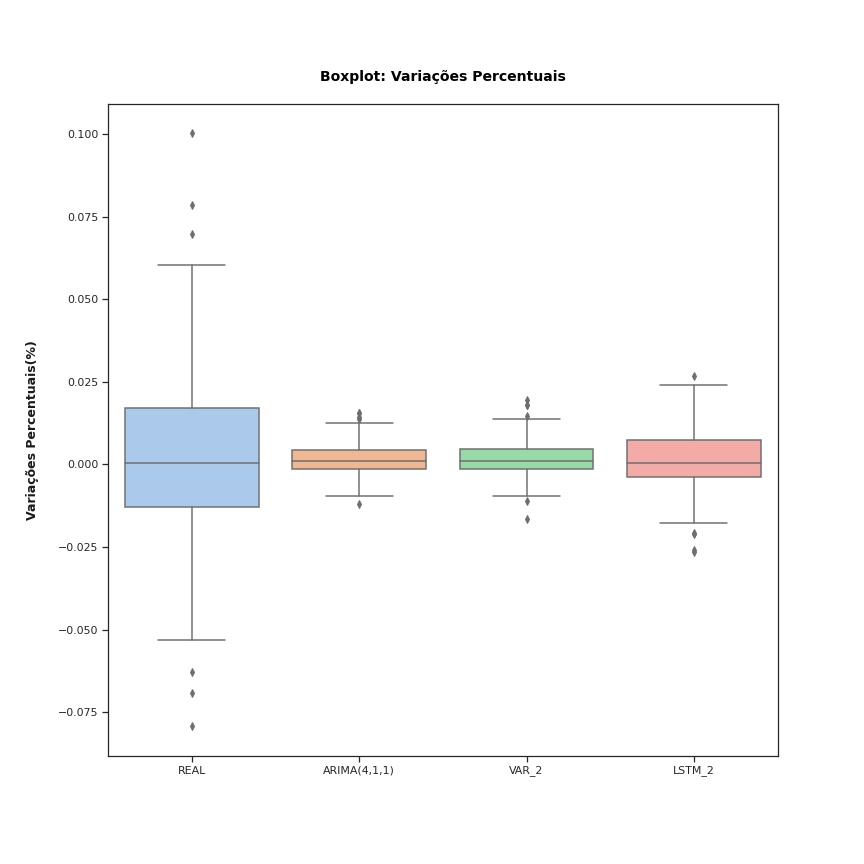 Boxplot: Variações Percentuais
Variações Percentuais(%)
0.100
0.075
0.050
0.025
0.000
−0.025
−0.050
−0.075
REAL
ARIMA(4,1,1)
VAR_2
LSTM_2